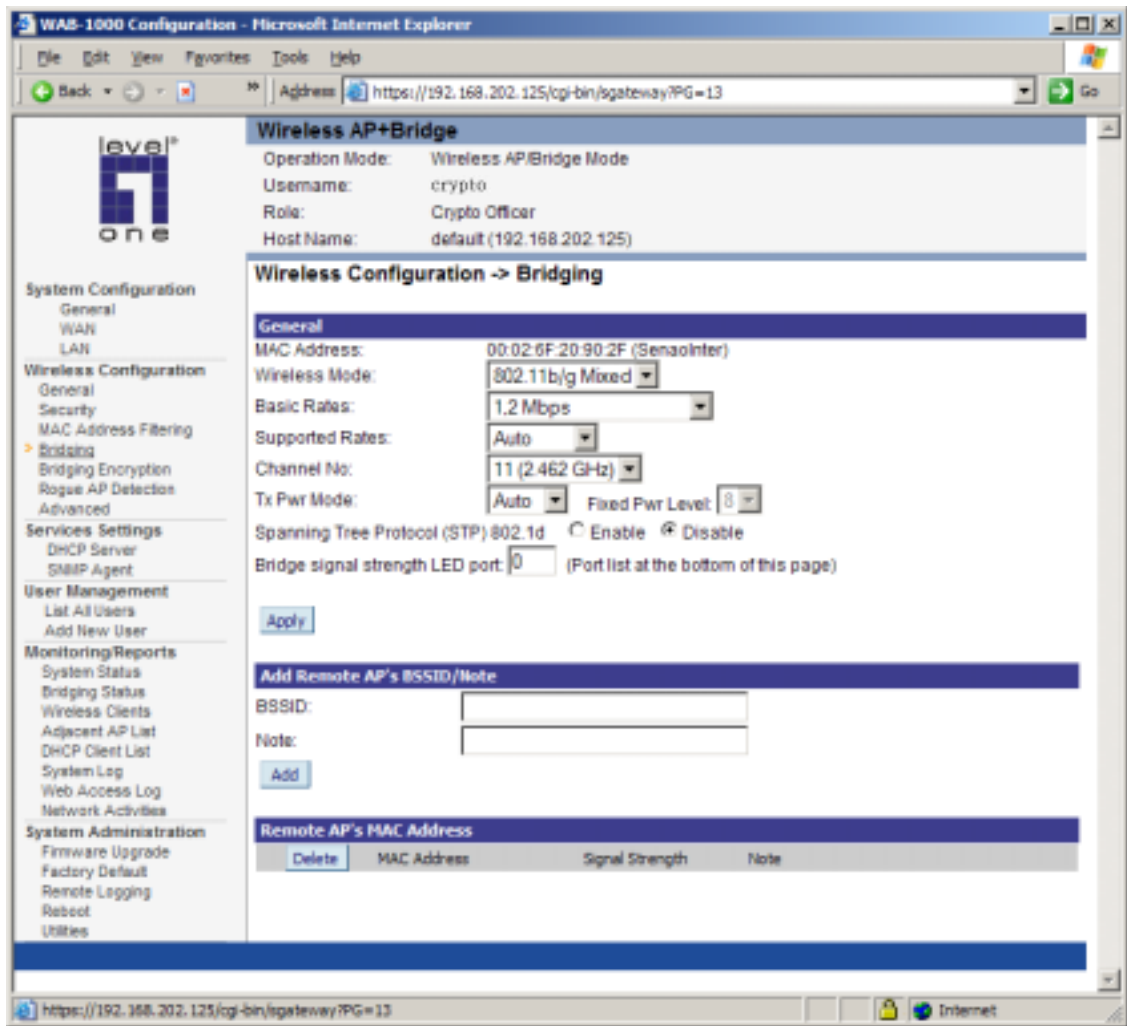 WAB-1000 Configuration - Microsoft Internet Explorer
File Edit View Favorites Tools Help
Back » Address https://192.168.202.125/cgi-bin/sgateway?PG=13 Go
level®
one
Wireless AP+Bridge
Operation Mode: Wireless AP/Bridge Mode
Username: crypto
Role: Crypto Officer
Host Name: default (192.168.202.125)
System Configuration
General
WAN
LAN
Wireless Configuration
General
Security
MAC Address Filtering
> Bridging
Bridging Encryption
Rogue AP Detection
Advanced
Services Settings
DHCP Server
SNMP Agent
User Management
List All Users
Add New User
Monitoring/Reports
System Status
Bridging Status
Wireless Clients
Adjacent AP List
DHCP Client List
System Log
Web Access Log
Network Activities
System Administration
Firmware Upgrade
Factory Default
Remote Logging
Reboot
Utilities
Wireless Configuration -> Bridging
General
MAC Address: 00:02:6F:20:90:2F (SenaoInter)
Wireless Mode: 802.11b/g Mixed
Basic Rates: 1,2 Mbps
Supported Rates: Auto
Channel No: 11 (2.462 GHz)
Tx Pwr Mode: Auto Fixed Pwr Level: 8
Spanning Tree Protocol (STP) 802.1d Enable Disable
Bridge signal strength LED port: 0 (Port list at the bottom of this page)
Apply
Add Remote AP's BSSID/Note
BSSID:
Note:
Add
Remote AP's MAC Address
Delete MAC Address Signal Strength Note
https://192.168.202.125/cgi-bin/sgateway?PG=13 Internet